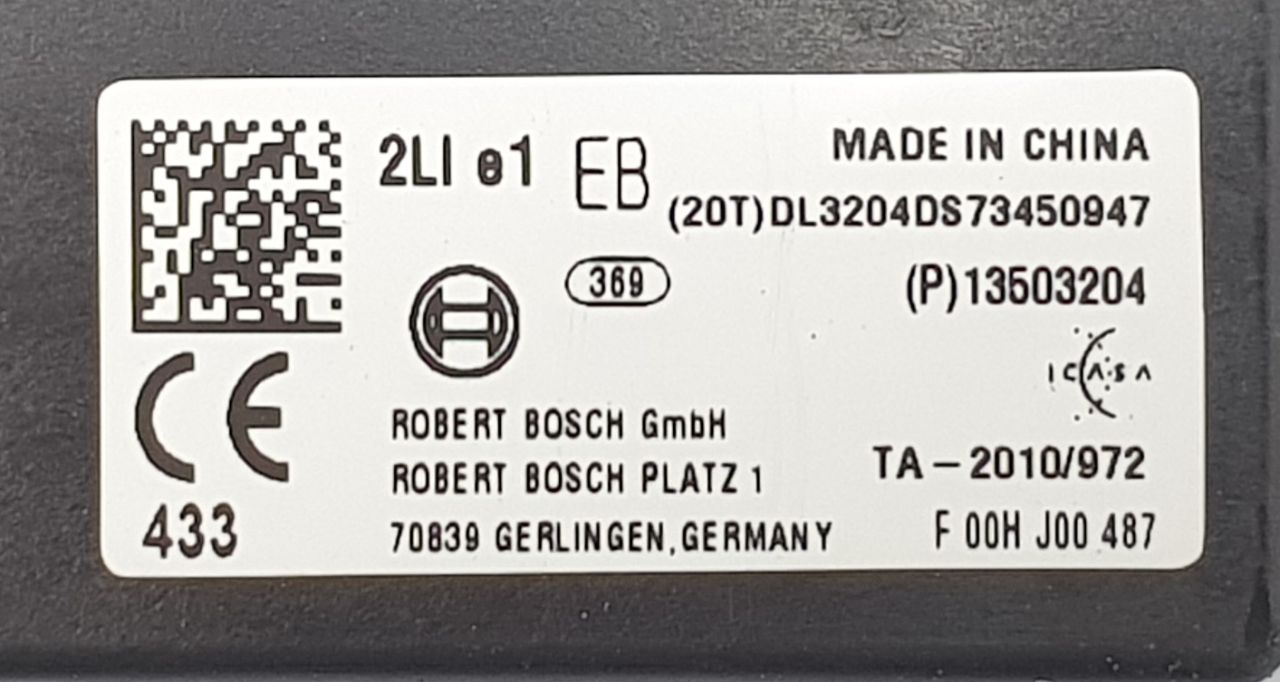 2LI e1 EB
369
CE
433
ROBERT BOSCH GmbH
ROBERT BOSCH PLATZ 1
70839 GERLINGEN,GERMANY
MADE IN CHINA
(20T)DL3204DS73450947
(P)13503204
ICASA
TA-2010/972
F 00H J00 487